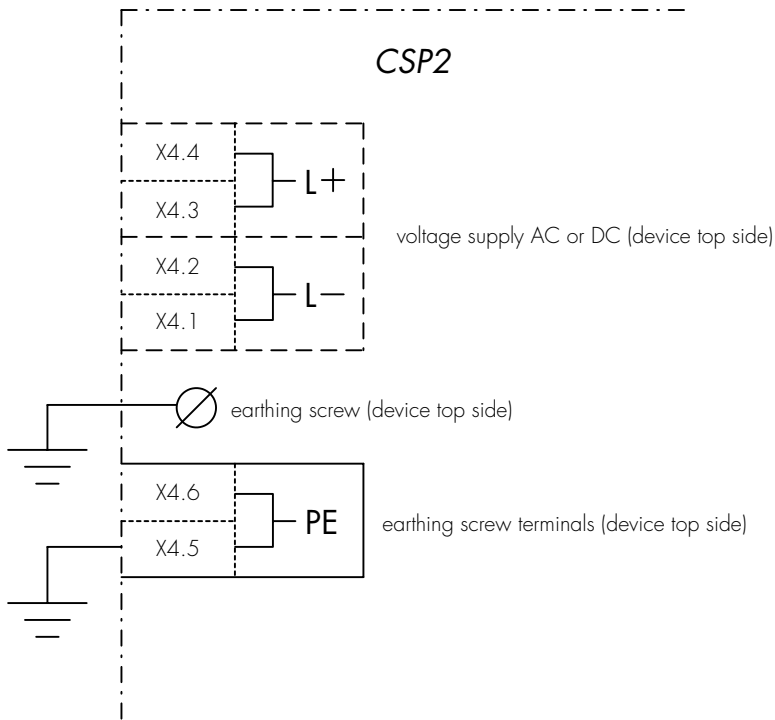 CSP2
X4.4
L+
X4.3
voltage supply AC or DC (device top side)
X4.2
L–
X4.1
earthing screw (device top side)
X4.6
PE
earthing screw terminals (device top side)
X4.5